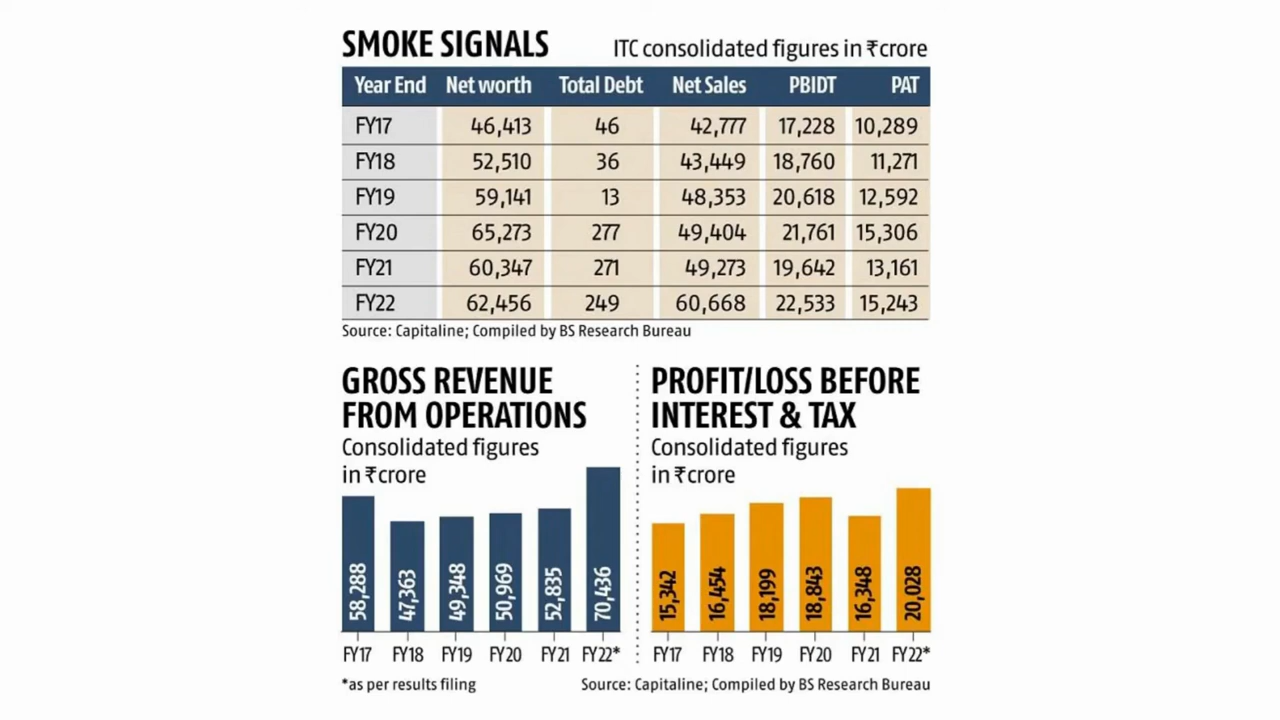 SMOKE SIGNALS ITC consolidated figures in ₹crore
Year End Net worth Total Debt Net Sales PBIDT PAT
FY17 46,413 46 42,777 17,228 10,289
FY18 52,510 36 43,449 18,760 11,271
FY19 59,141 13 48,353 20,618 12,592
FY20 65,273 277 49,404 21,761 15,306
FY21 60,347 271 49,273 19,642 13,161
FY22 62,456 249 60,668 22,533 15,243
Source: Capitaline; Compiled by BS Research Bureau
GROSS REVENUE
FROM OPERATIONS
Consolidated figures
in ₹crore
58,288 47,363 49,348 50,969 52,835 70,436
FY17 FY18 FY19 FY20 FY21 FY22*
*as per results filing
PROFIT/LOSS BEFORE
INTEREST & TAX
Consolidated figures
in ₹crore
15,342 16,454 18,199 18,843 16,348 20,028
FY17 FY18 FY19 FY20 FY21 FY22*
Source: Capitaline; Compiled by BS Research Bureau